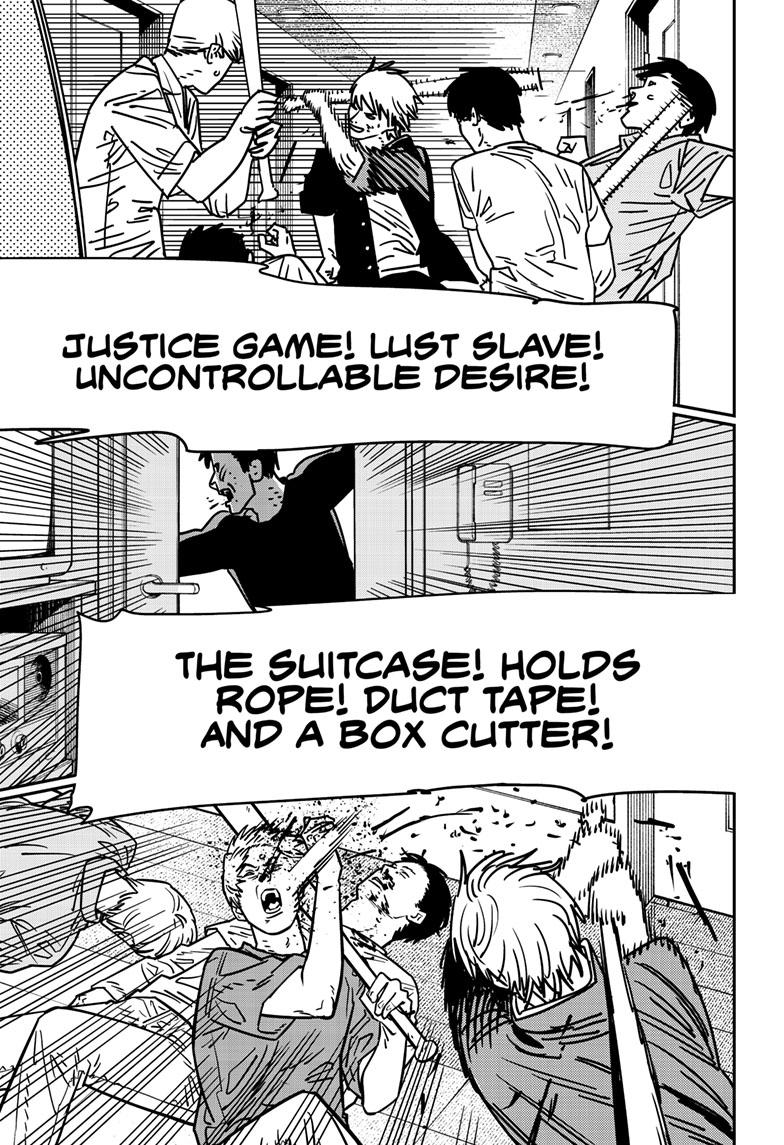 JUSTICE GAME! LUST SLAVE!
UNCONTROLLABLE DESIRE!
THE SUITCASE! HOLDS
ROPE! DUCT TAPE!
AND A BOX CUTTER!